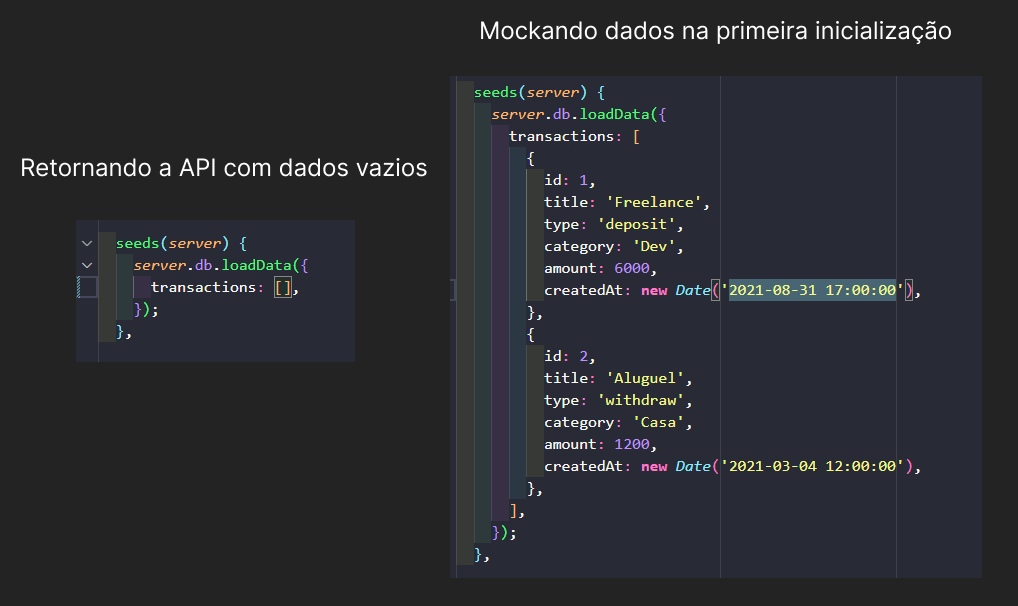 Mockando dados na primeira inicialização
Retornando a API com dados vazios
seeds(server) {
server.db.loadData({
transactions: [],
});
},
seeds(server) {
server.db.loadData({
transactions: [
{
id: 1,
title: 'Freelance',
type: 'deposit',
category: 'Dev',
amount: 6000,
createdAt: new Date('2021-08-31 17:00:00'),
},
{
id: 2,
title: 'Aluguel',
type: 'withdraw',
category: 'Casa',
amount: 1200,
createdAt: new Date('2021-03-04 12:00:00'),
},
],
});
},